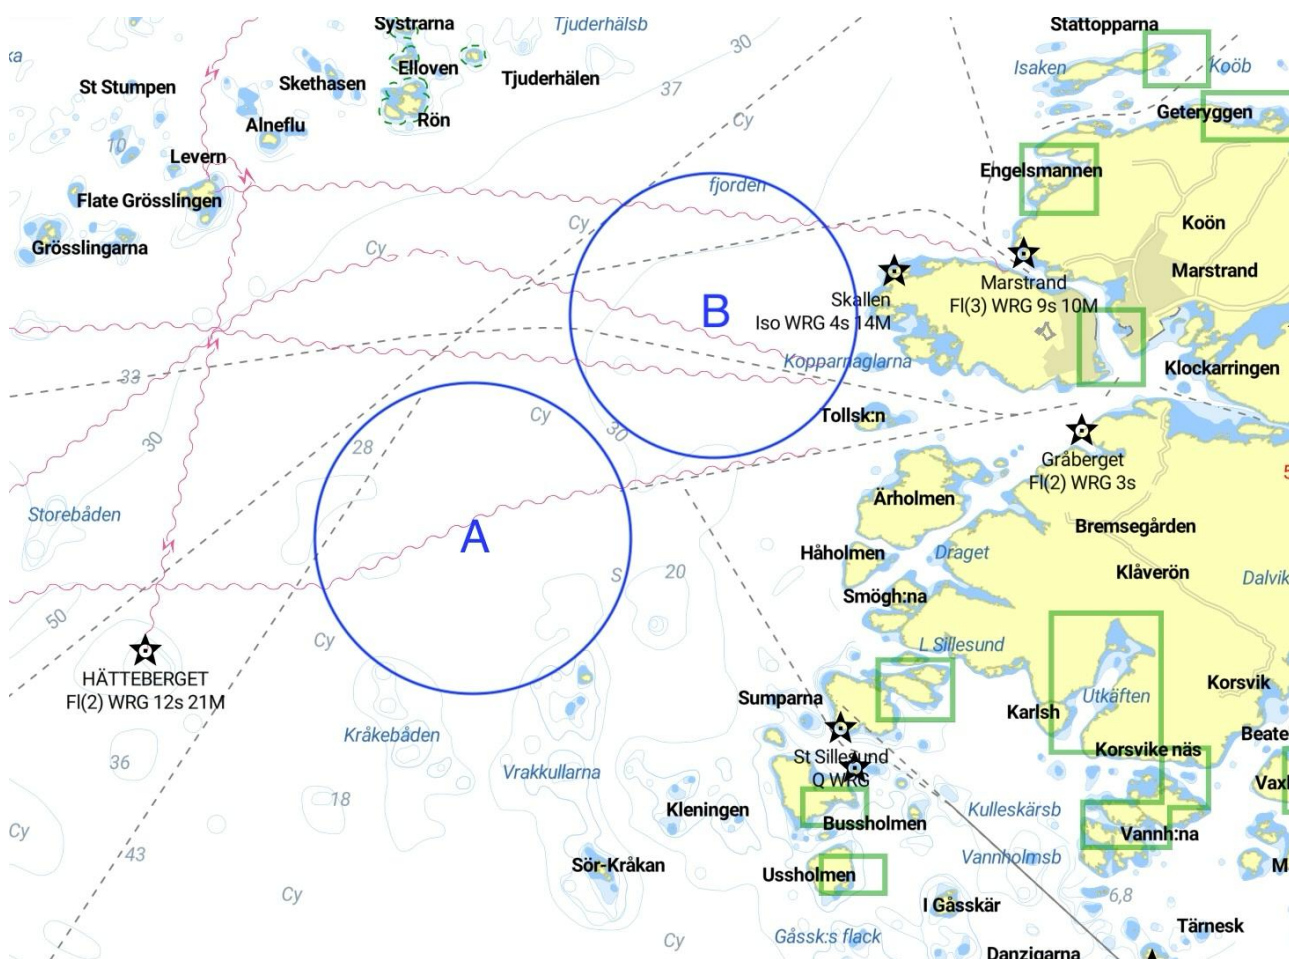 Systrarna
Tjuderhälsb
Stattopparna
ka
30
Elloven
Isaken
Koöb
Skethasen
Tjuderhälen
St Stumpen
37
Geteryggen
Rön
Cy
Alneflu
10
Levern
Engelsmannen
fjorden
Flate Grösslingen
Cy
Koön
Grösslingarna
Cy
Marstrand
Marstrand
Skallen
Fl(3) WRG 9s 10M
B
Iso WRG 4s 14M
Kopparnaglarna
Klockarringen
33
Cy
Tollsk:n
30
30
28
Gråberget
Fl(2) WRG 3s
5
Ärholmen
Storebåden
Bremsegården
A
Håholmen
Draget
Klåverön
S
20
Dalvik
Smögh:na
50
Cy
L Sillesund
HÄTTEBERGET
Fl(2) WRG 12s 21M
Sumparna
Utkäften
Korsvik
Karlsh
Kråkebåden
Beate
Korsvike näs
36
St Sillesund
Q WRG
Vrakkullarna
Vaxh
18
Kleningen
Kulleskärsb
Cy
Bussholmen
Vannh:na
43
Vannholmsb
Sör-Kråkan
Ussholmen
M
Cy
6,8
I Gåsskär
Tärnesk
Gåssk:s flack
Cy
Danzigarna